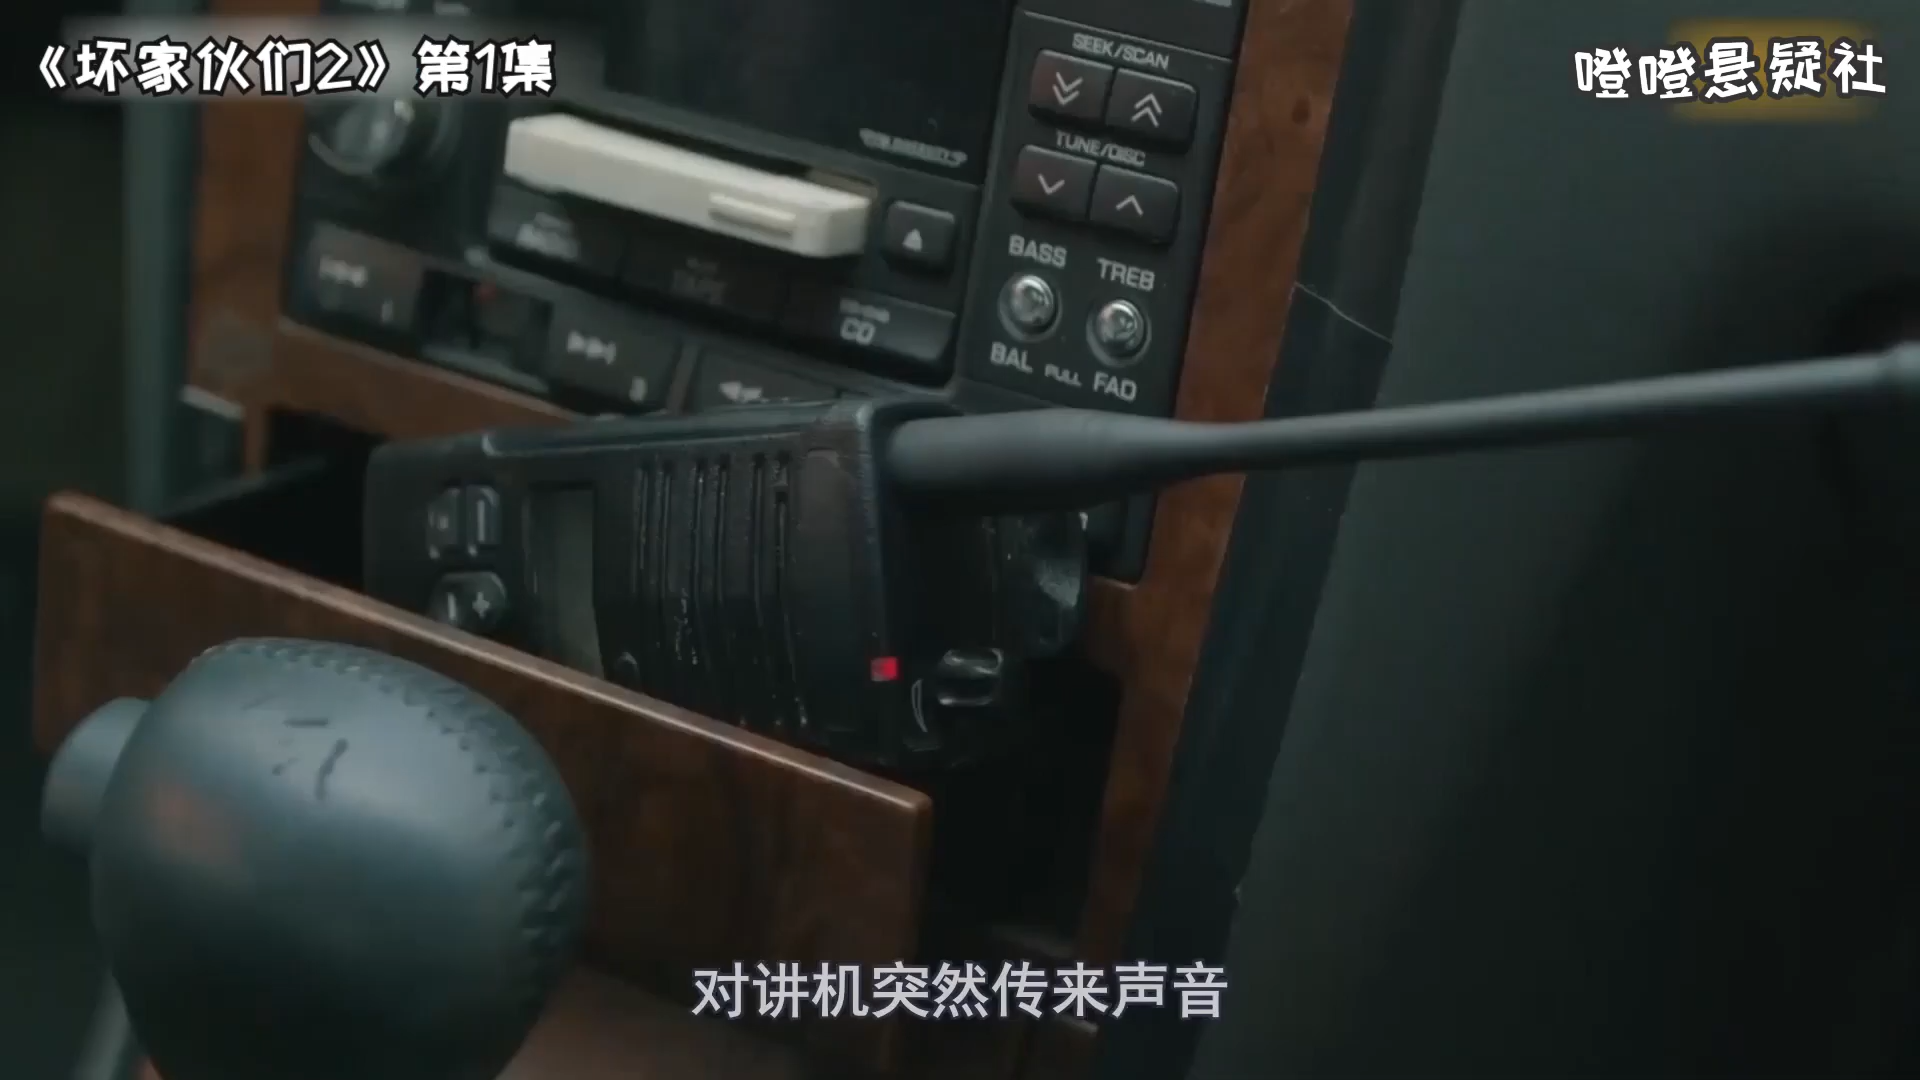 《坏家伙们2》第1集
噔噔悬疑社
SEEK/SCAN
TUNE/DISC
BASS
TREB
BAL PULL FAD
CD
对讲机突然传来声音